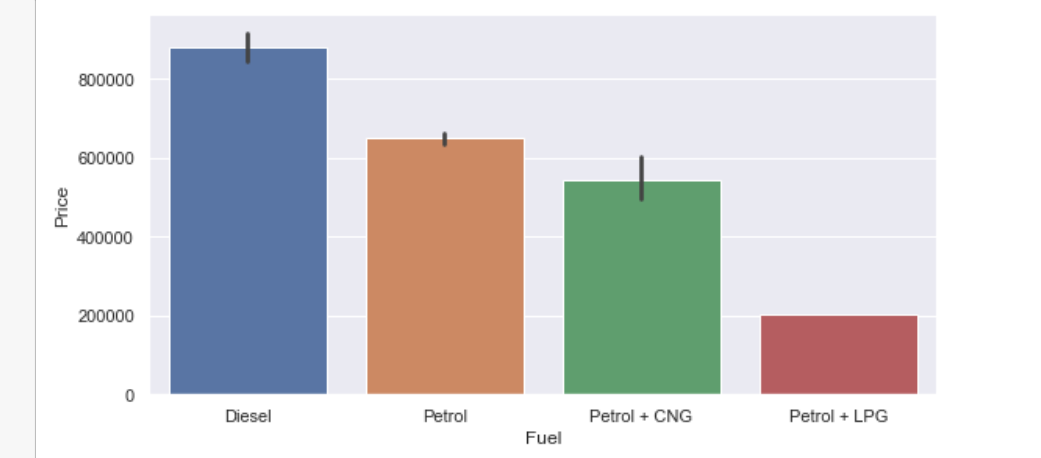 800000
600000
400000
200000
0
Price
Diesel
Petrol
Petrol + CNG
Petrol + LPG
Fuel